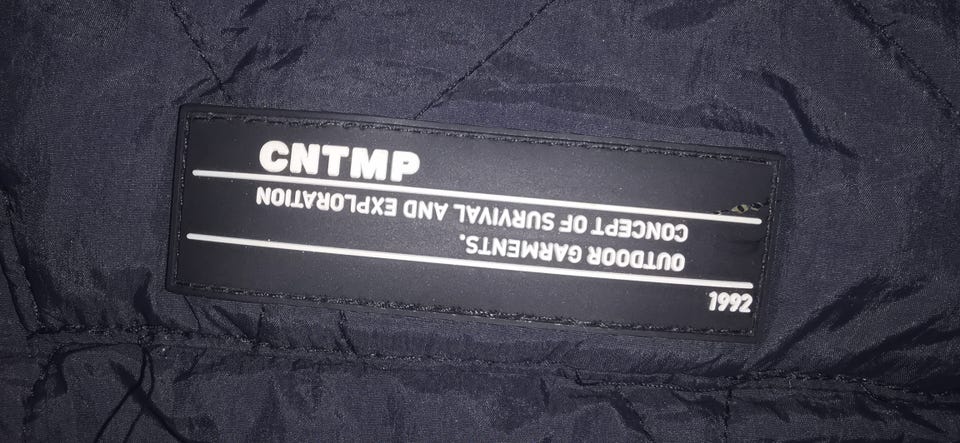 CNTMP
OUTDOOR GARMENTS.
CONCEPT OF SURVIVAL AND EXPLORATION
1992